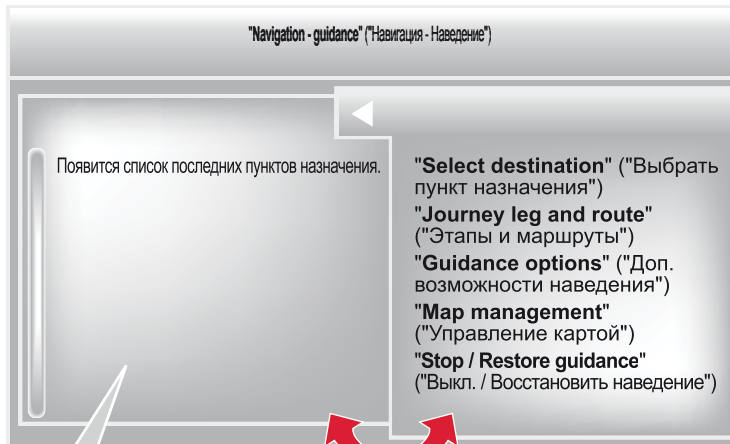 "Navigation - guidance" ("Навигация - Наведение")
Появится список последних пунктов назначения.
"Select destination" ("Выбрать
пункт назначения")
"Journey leg and route"
("Этапы и маршруты")
"Guidance options" ("Доп.
возможности наведения")
"Map management"
("Управление картой")
"Stop / Restore guidance"
("Выкл. / Восстановить наведение")